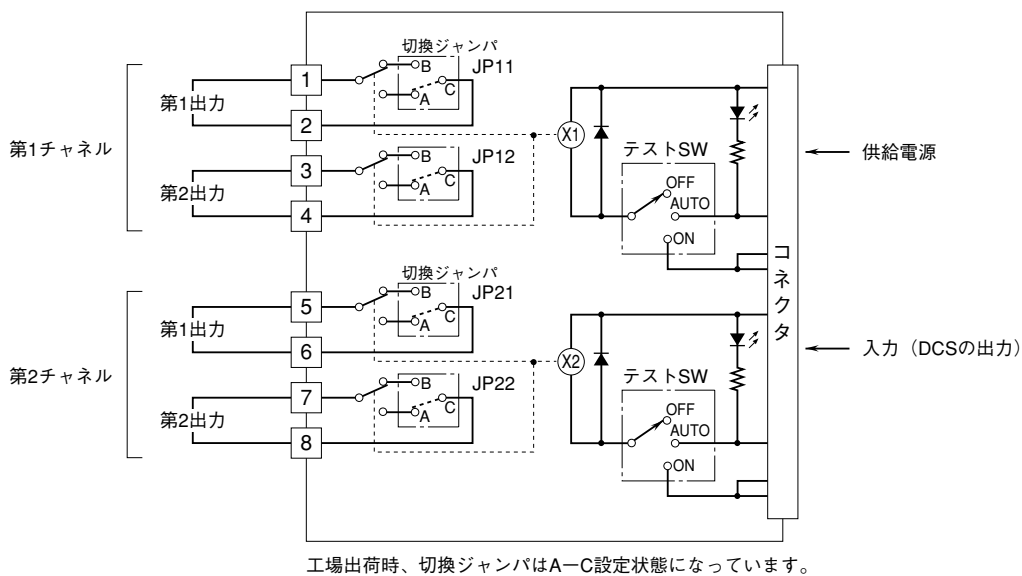 切換ジャンパ
B
JP11
A
C
1
第1出力
2
第1チャネル
B
JP12
A
C
3
第2出力
4
X1
テストSW
OFF
AUTO
ON
供給電源
コネクタ
切換ジャンパ
B
JP21
A
C
5
第1出力
6
第2チャネル
B
JP22
A
C
7
第2出力
8
X2
テストSW
OFF
AUTO
ON
入力（DCSの出力）
工場出荷時、切換ジャンパはA－C設定状態になっています。